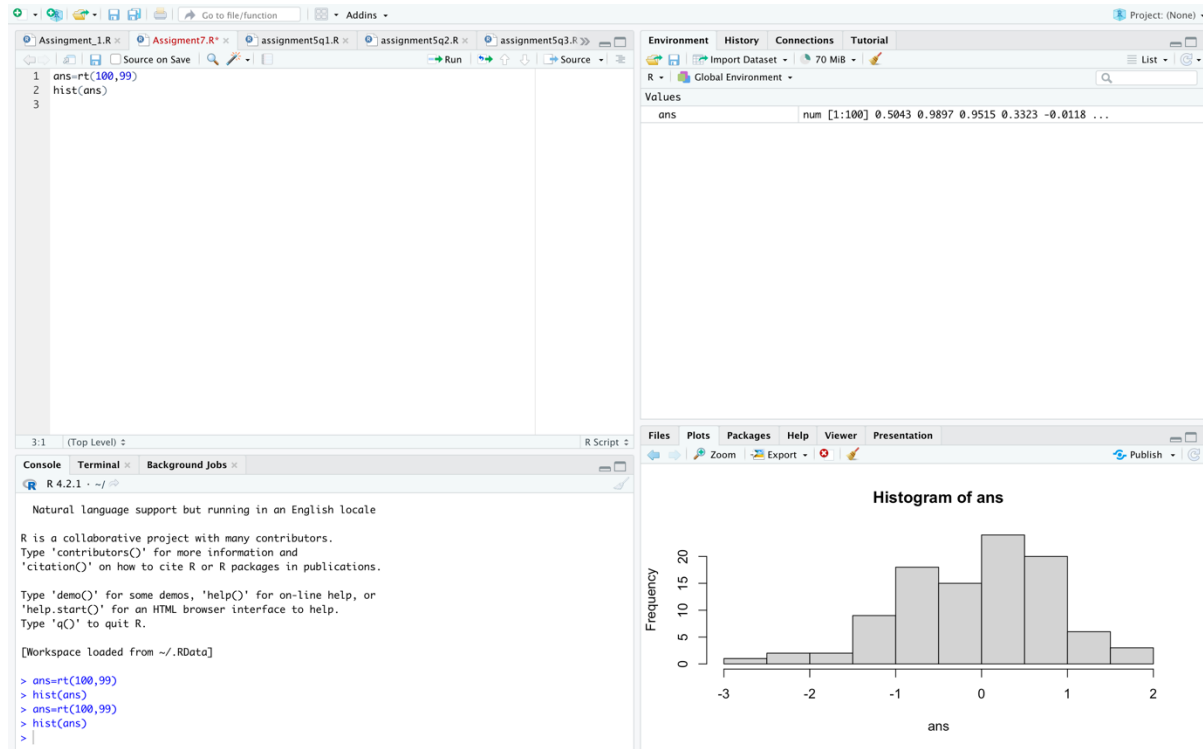 Go to file/function
Addins
Project: (None)
Assingment_1.R
Assigment7.R*
assignment5q1.R
assignment5q2.R
assignment5q3.R
Source on Save
Run
Source
1 ans=rt(100,99)
2 hist(ans)
3
3:1 (Top Level)
R Script
Console Terminal Background Jobs
R 4.2.1 · ~/
Natural language support but running in an English locale
R is a collaborative project with many contributors.
Type 'contributors()' for more information and
'citation()' on how to cite R or R packages in publications.
Type 'demo()' for some demos, 'help()' for on-line help, or
'help.start()' for an HTML browser interface to help.
Type 'q()' to quit R.
[Workspace loaded from ~/.RData]
> ans=rt(100,99)
> hist(ans)
> ans=rt(100,99)
> hist(ans)
>
Environment History Connections Tutorial
Import Dataset 70 MiB List
R Global Environment
Values
ans num [1:100] 0.5043 0.9897 0.9515 0.3323 -0.0118 ...
Files Plots Packages Help Viewer Presentation
Zoom Export Publish
Histogram of ans
Frequency
20
15
10
5
0
-3 -2 -1 0 1 2
ans